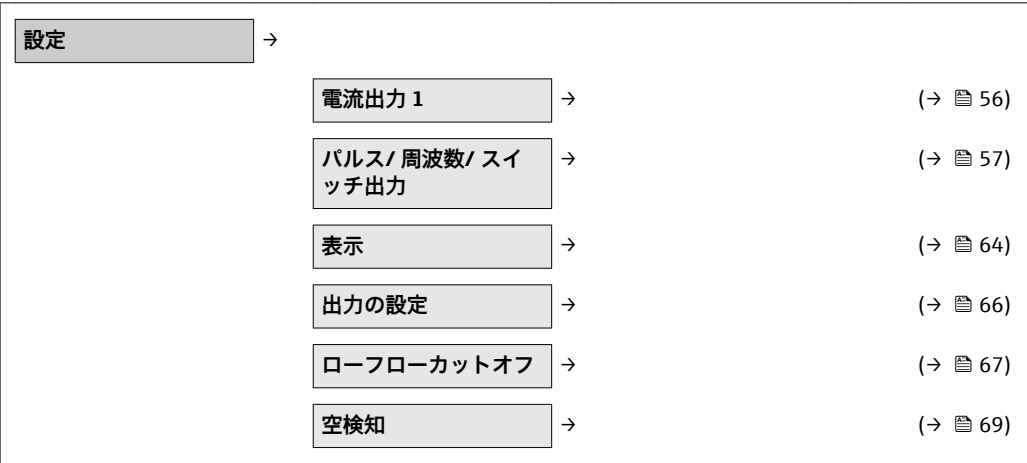 設定 →
電流出力 1 → (→ 56)
パルス/ 周波数/ スイ → (→ 57)
ッチ出力
表示 → (→ 64)
出力の設定 → (→ 66)
ローフローカットオフ → (→ 67)
空検知 → (→ 69)